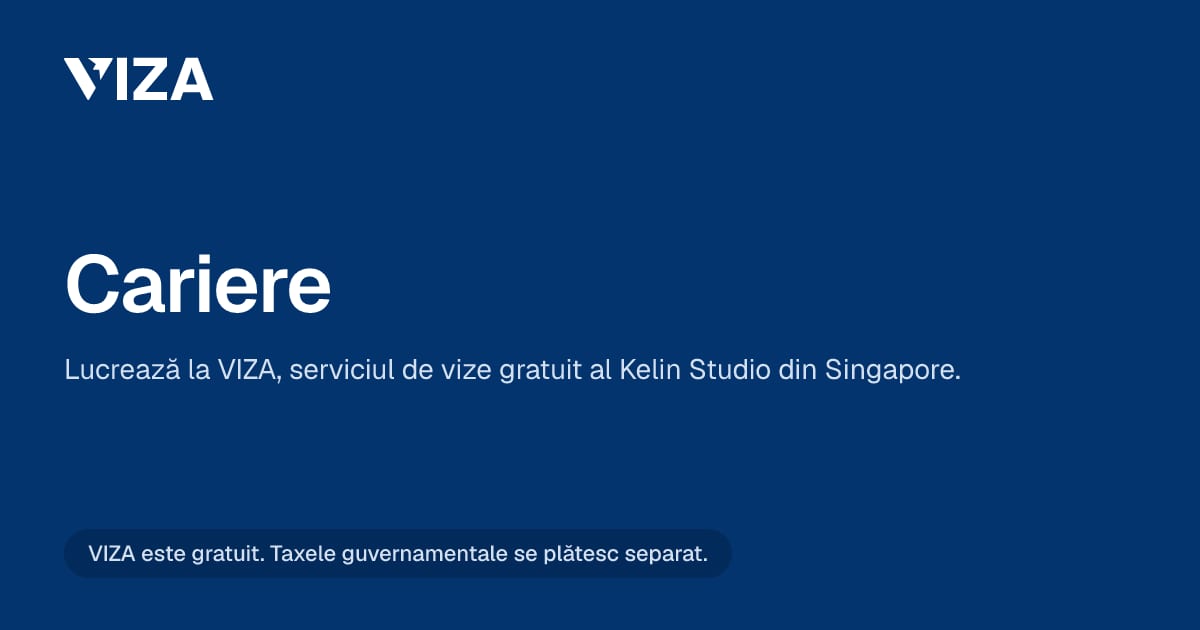 VIZA
Cariere
Lucrează la VIZA, serviciul de vize gratuit al Kelin Studio din Singapore.
VIZA este gratuit. Taxele guvernamentale se plătesc separat.